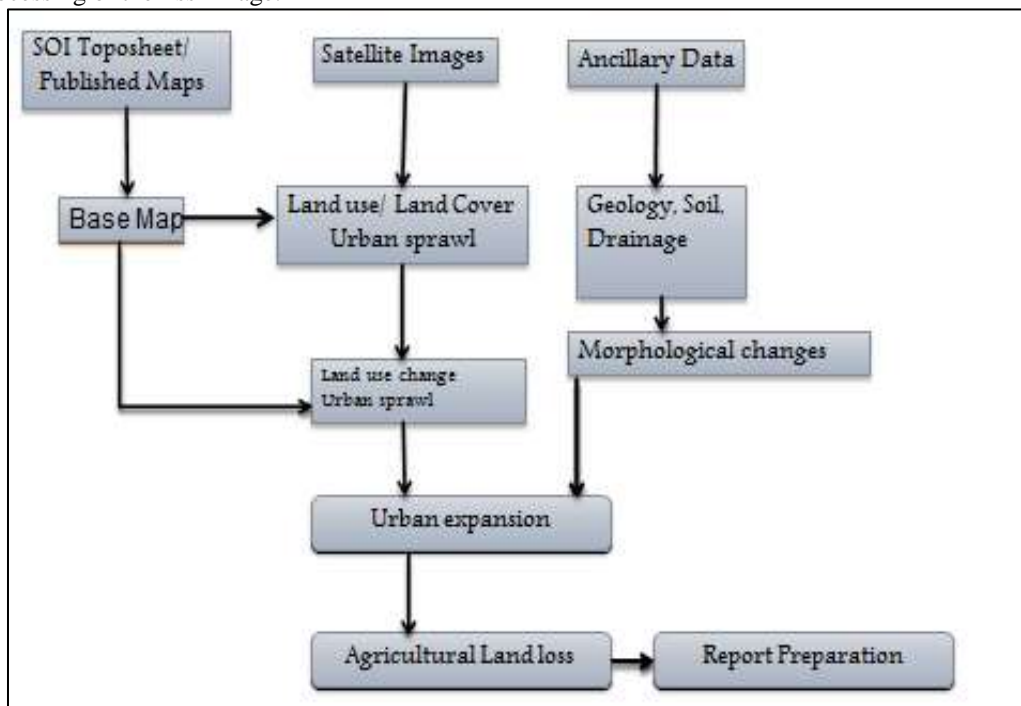 SOI Toposheet/
Published Maps
Satellite Images
Ancillary Data
Base Map
Land use/ Land Cover
Urban sprawl
Geology, Soil,
Drainage
Morphological changes
Land use change
Urban sprawl
Urban expansion
Agricultural Land loss
Report Preparation